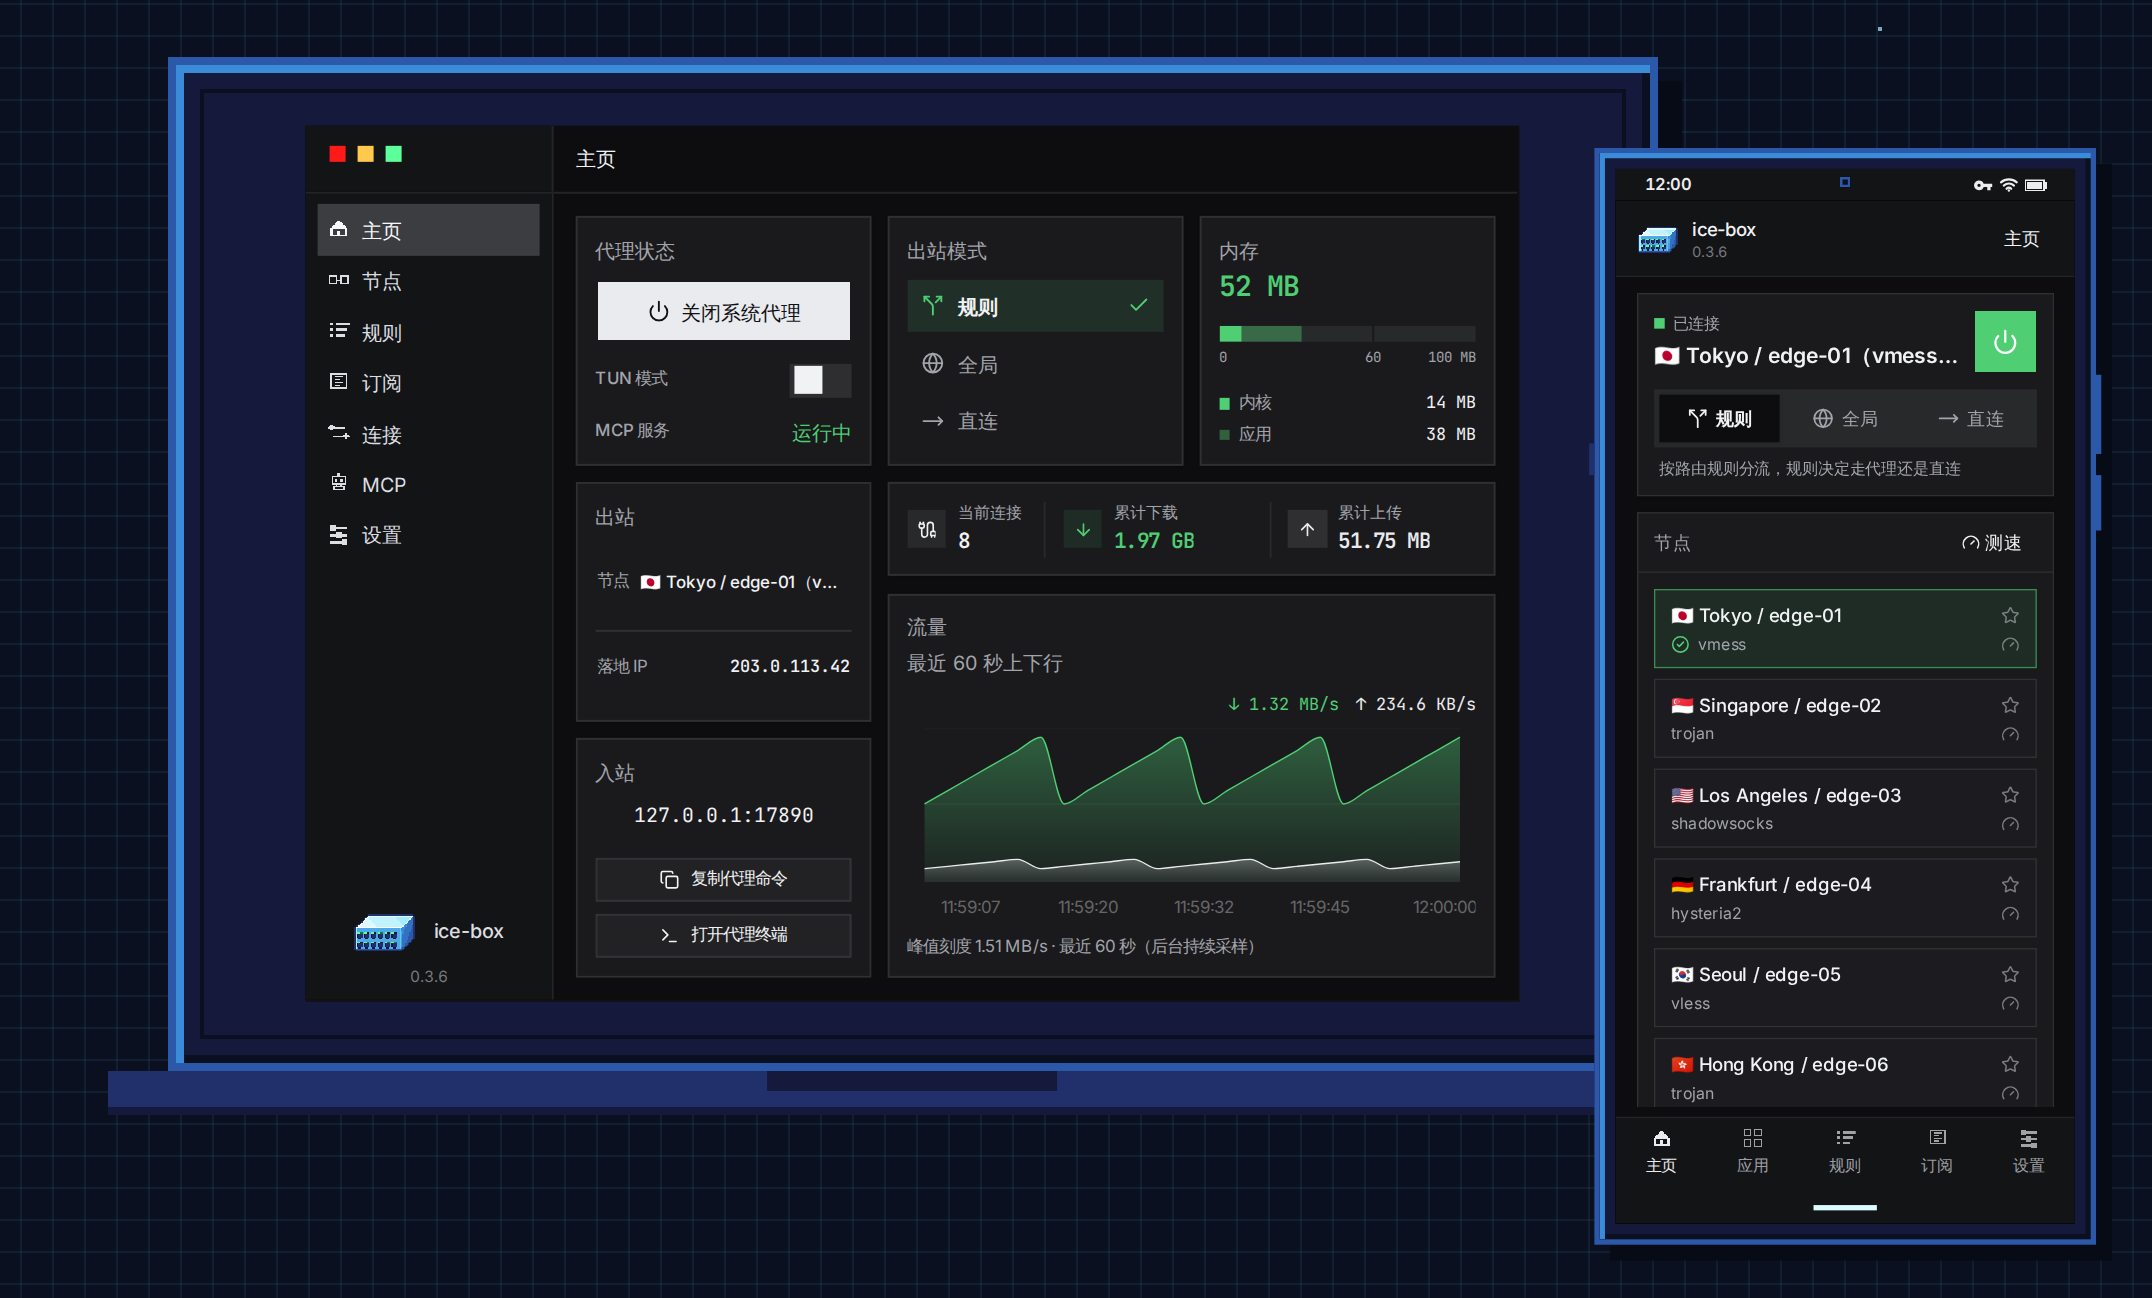 主页
主页
节点
规则
订阅
连接
MCP
设置
ice-box
0.3.6
代理状态
关闭系统代理
TUN 模式
MCP 服务 运行中
出站模式
规则
全局
直连
内存
52 MB
0 60 100 MB
内核 14 MB
应用 38 MB
出站
节点 Tokyo / edge-01（v...
落地 IP 203.0.113.42
当前连接
8
累计下载
1.97 GB
累计上传
51.75 MB
入站
127.0.0.1:17890
复制代理命令
打开代理终端
流量
最近 60 秒上下行
↓ 1.32 MB/s ↑ 234.6 KB/s
11:59:07 11:59:20 11:59:32 11:59:45 12:00:00
峰值刻度 1.51 MB/s · 最近 60 秒（后台持续采样）
12:00
ice-box 主页
0.3.6
已连接
Tokyo / edge-01（vmess...
规则 全局 直连
按路由规则分流，规则决定走代理还是直连
节点 测速
Tokyo / edge-01
vmess
Singapore / edge-02
trojan
Los Angeles / edge-03
shadowsocks
Frankfurt / edge-04
hysteria2
Seoul / edge-05
vless
Hong Kong / edge-06
trojan
主页 应用 规则 订阅 设置